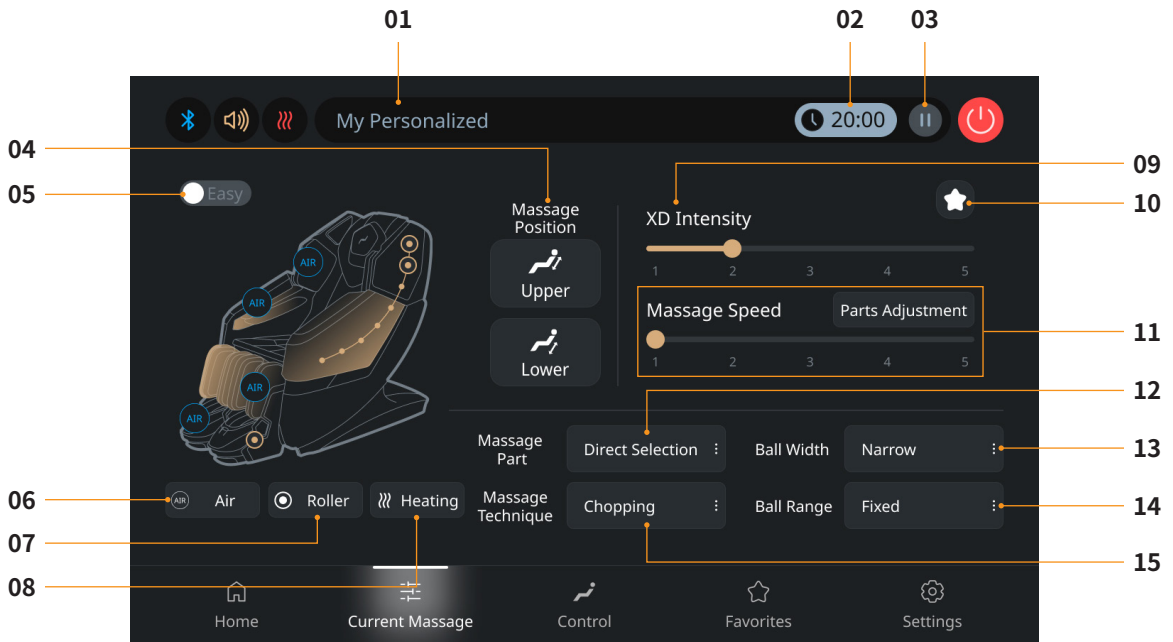 01 02 03
My Personalized 20:00
04 09
05 Easy 10
Massage
Position
XD Intensity
AIR
Upper
1 2 3 4 5
AIR
Massage Speed Parts Adjustment
11
Lower
1 2 3 4 5
AIR
12
AIR
Massage
Part
Direct Selection Ball Width Narrow 13
06 AIR Air Roller Heating
Massage
Technique
Chopping Ball Range Fixed 14
07
15
08
Home Current Massage Control Favorites Settings